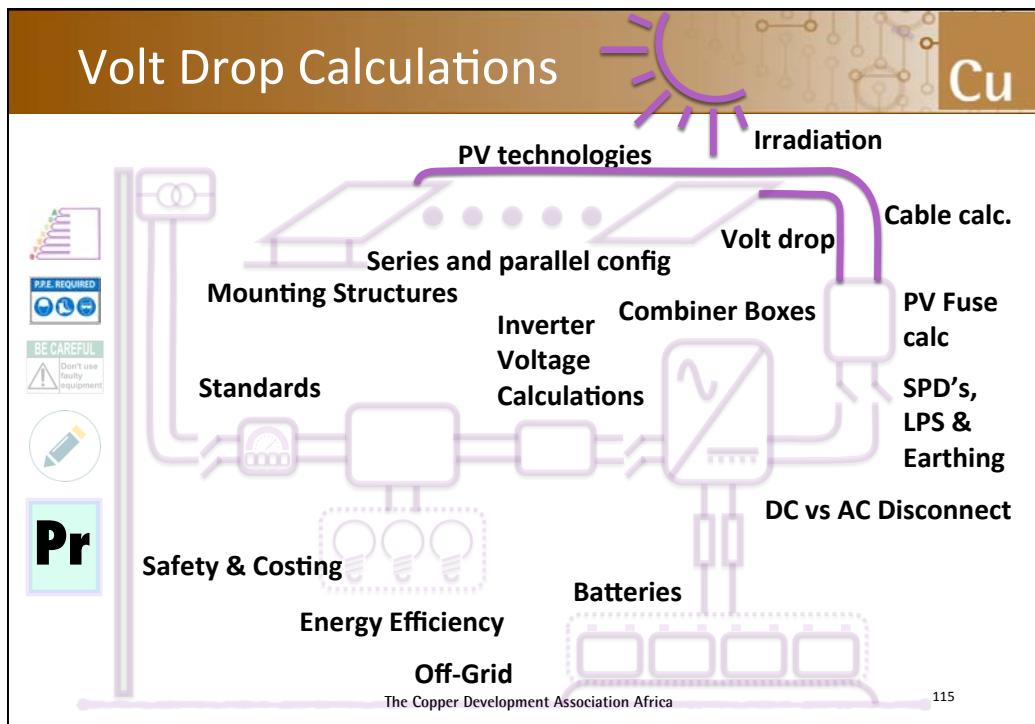 Volt Drop Calculations
Cu
Irradiation
PV technologies
Cable calc.
Volt drop
Series and parallel config
Mounting Structures
Combiner Boxes
PV Fuse
calc
Inverter
Voltage
Calculations
P.P.E. REQUIRED
BE CAREFUL
Don't use
faulty
equipment
Standards
SPD's,
LPS &
Earthing
DC vs AC Disconnect
Pr
Safety & Costing
Batteries
Energy Efficiency
Off-Grid
The Copper Development Association Africa
115